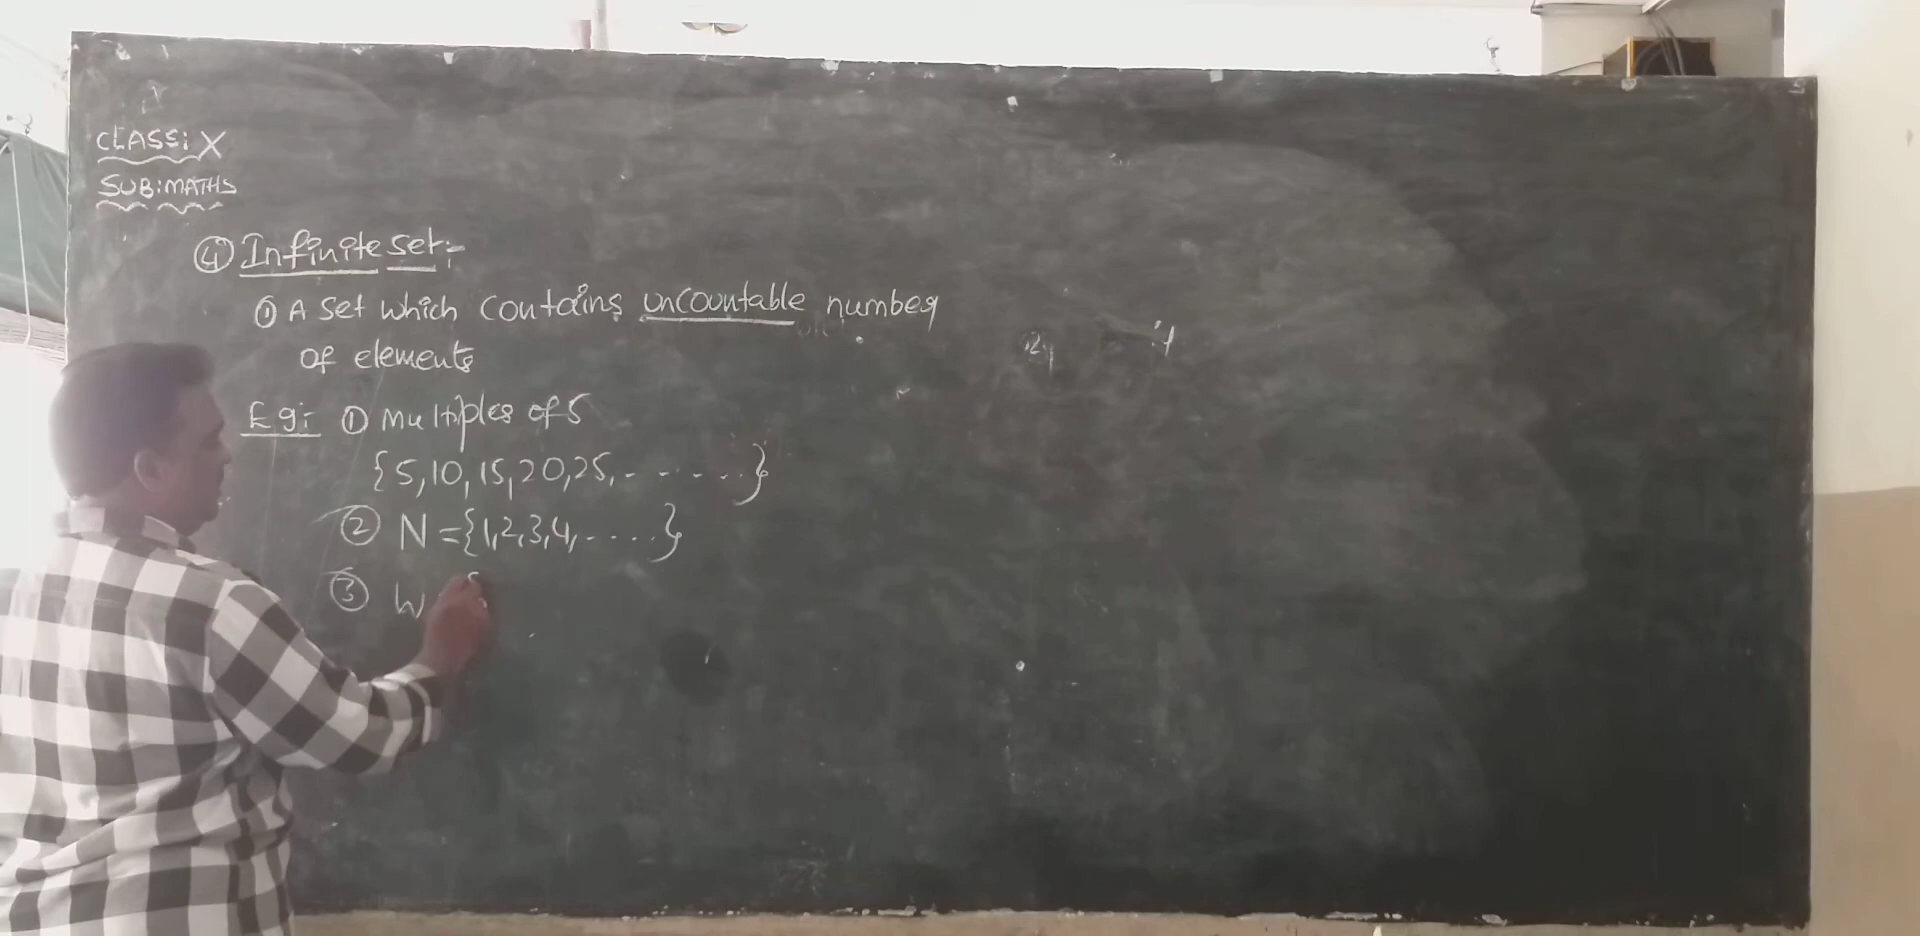 CLASS: X
SUB: MATHS
④ Infinite set:-
① A set which contains uncountable number
of elements
Eg:- ① Multiples of 5
{5,10,15,20,25,- - - - ...}
② N={1,2,3,4,.....}
③ W {